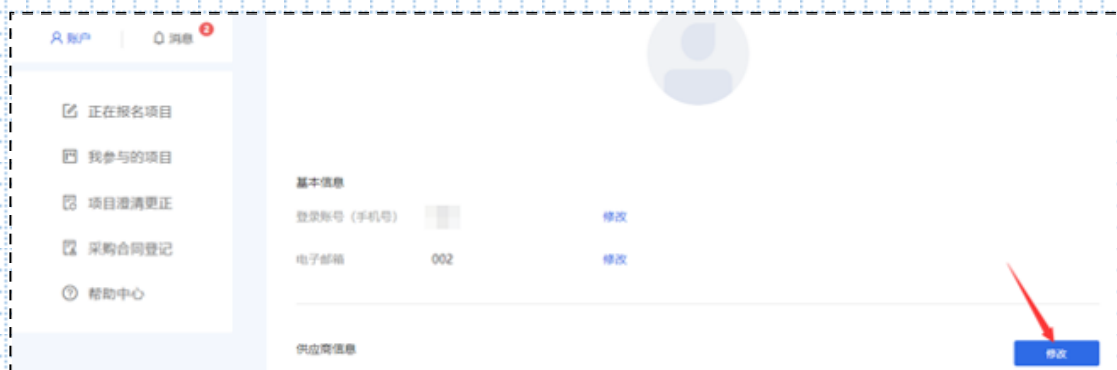 账户 消息 2
正在报名项目
我参与的项目
项目澄清更正
采购合同登记
帮助中心
基本信息
登录账号（手机号） 修改
电子邮箱 002 修改
供应商信息 修改